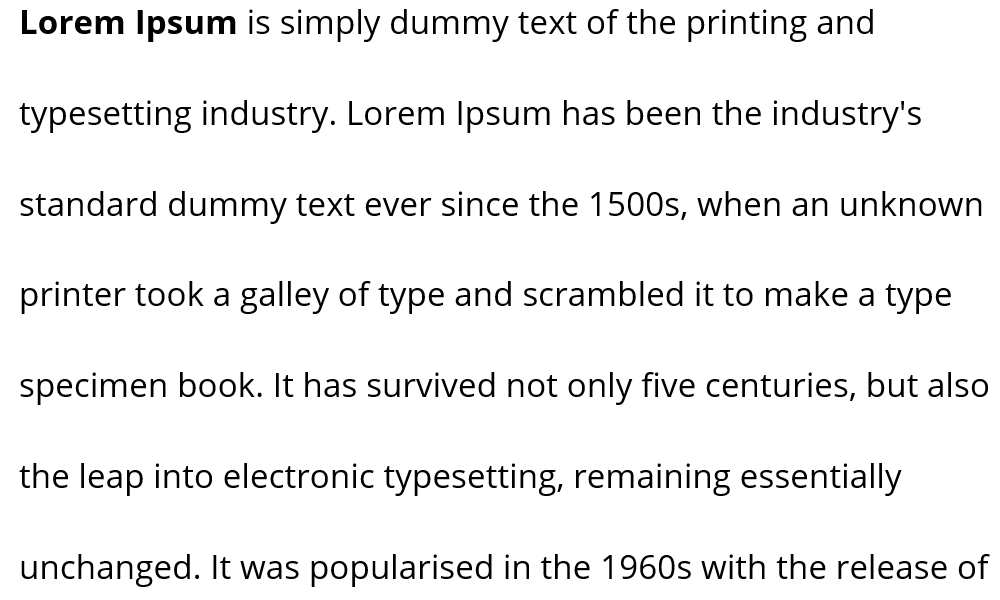 Lorem Ipsum is simply dummy text of the printing and
typesetting industry. Lorem Ipsum has been the industry's
standard dummy text ever since the 1500s, when an unknown
printer took a galley of type and scrambled it to make a type
specimen book. It has survived not only five centuries, but also
the leap into electronic typesetting, remaining essentially
unchanged. It was popularised in the 1960s with the release of